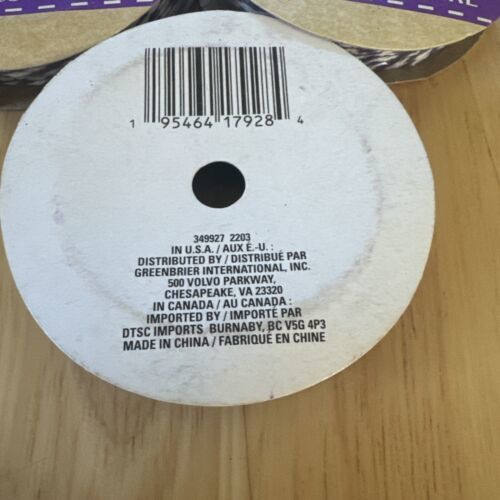 1 95464 17928 4
349927 2203
IN U.S.A. / AUX É.-U. :
DISTRIBUTED BY / DISTRIBUÉ PAR
GREENBRIER INTERNATIONAL, INC.
500 VOLVO PARKWAY,
CHESAPEAKE, VA 23320
IN CANADA / AU CANADA :
IMPORTED BY / IMPORTÉ PAR
DTSC IMPORTS BURNABY, BC V5G 4P3
MADE IN CHINA / FABRIQUÉ EN CHINE